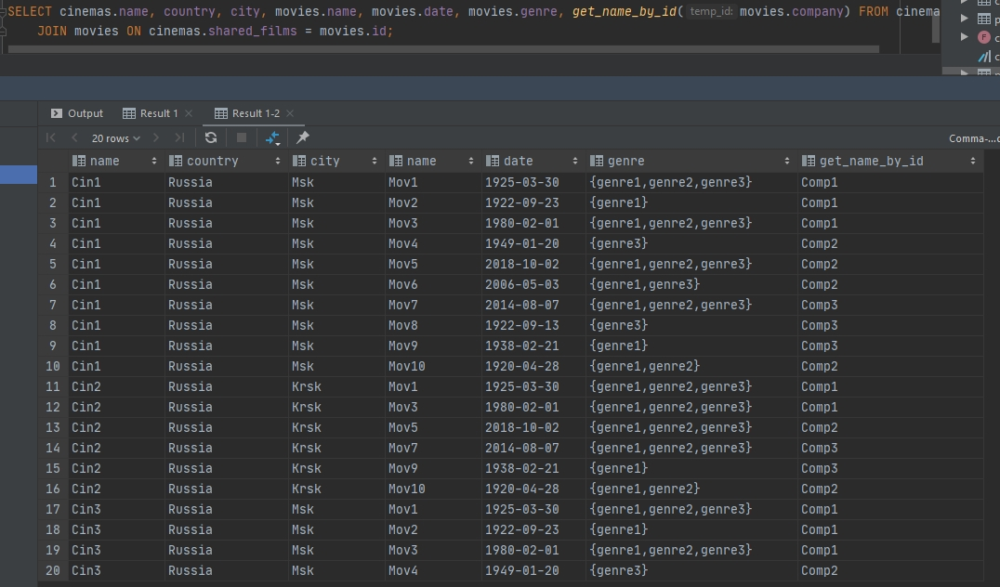 SELECT cinemas.name, country, city, movies.name, movies.date, movies.genre, get_name_by_id( temp_id: movies.company) FROM cinema
JOIN movies ON cinemas.shared_films = movies.id;
Output Result 1 Result 1-2
20 rows Comma-...
name country city name date genre get_name_by_id
1 Cin1 Russia Msk Mov1 1925-03-30 {genre1,genre2,genre3} Comp1
2 Cin1 Russia Msk Mov2 1922-09-23 {genre1} Comp1
3 Cin1 Russia Msk Mov3 1980-02-01 {genre1,genre2,genre3} Comp1
4 Cin1 Russia Msk Mov4 1949-01-20 {genre3} Comp2
5 Cin1 Russia Msk Mov5 2018-10-02 {genre1,genre2,genre3} Comp2
6 Cin1 Russia Msk Mov6 2006-05-03 {genre1,genre3} Comp2
7 Cin1 Russia Msk Mov7 2014-08-07 {genre1,genre2,genre3} Comp3
8 Cin1 Russia Msk Mov8 1922-09-13 {genre3} Comp3
9 Cin1 Russia Msk Mov9 1938-02-21 {genre1} Comp3
10 Cin1 Russia Msk Mov10 1920-04-28 {genre1,genre2} Comp2
11 Cin2 Russia Krsk Mov1 1925-03-30 {genre1,genre2,genre3} Comp1
12 Cin2 Russia Krsk Mov3 1980-02-01 {genre1,genre2,genre3} Comp1
13 Cin2 Russia Krsk Mov5 2018-10-02 {genre1,genre2,genre3} Comp2
14 Cin2 Russia Krsk Mov7 2014-08-07 {genre1,genre2,genre3} Comp3
15 Cin2 Russia Krsk Mov9 1938-02-21 {genre1} Comp3
16 Cin2 Russia Krsk Mov10 1920-04-28 {genre1,genre2} Comp2
17 Cin3 Russia Msk Mov1 1925-03-30 {genre1,genre2,genre3} Comp1
18 Cin3 Russia Msk Mov2 1922-09-23 {genre1} Comp1
19 Cin3 Russia Msk Mov3 1980-02-01 {genre1,genre2,genre3} Comp1
20 Cin3 Russia Msk Mov4 1949-01-20 {genre3} Comp2